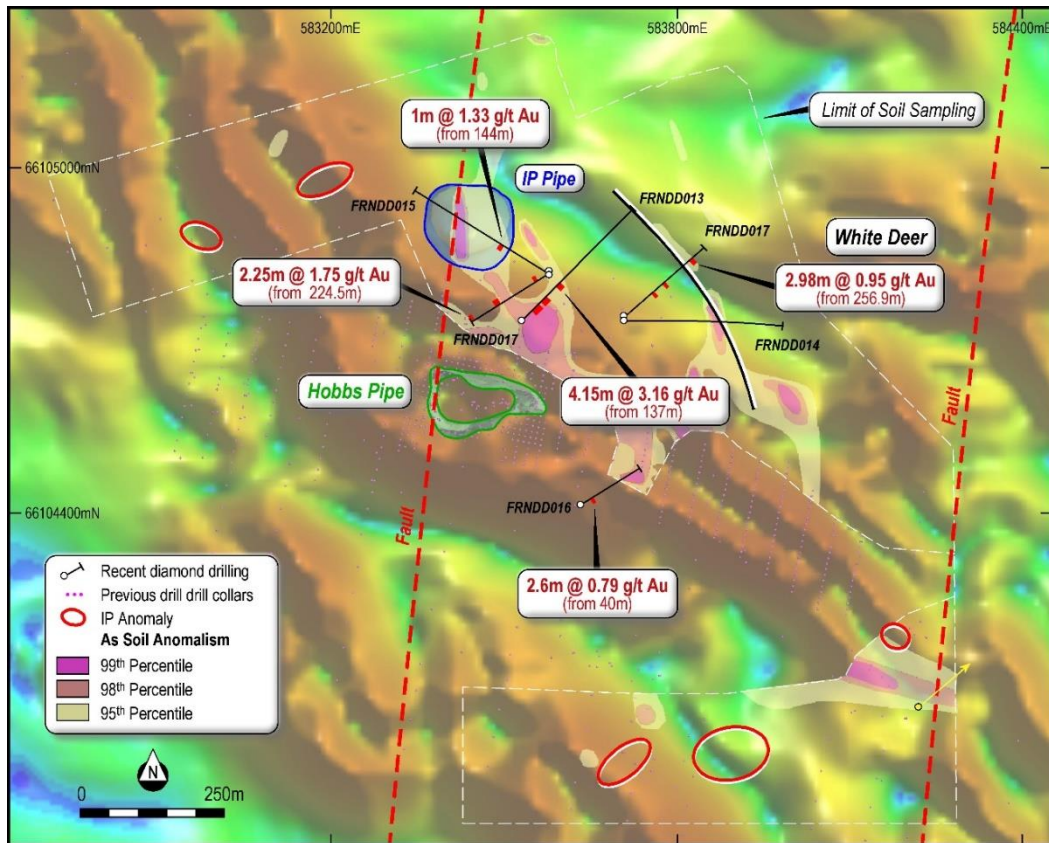 583200mE
583800mE
584400mE
1m @ 1.33 g/t Au
(from 144m)
Limit of Soil Sampling
66105000mN
IP Pipe
FRNDD015
FRNDD013
FRNDD017
White Deer
2.25m @ 1.75 g/t Au
(from 224.5m)
2.98m @ 0.95 g/t Au
(from 256.9m)
FRNDD017
FRNDD014
Hobbs Pipe
4.15m @ 3.16 g/t Au
(from 137m)
Fault
Fault
FRNDD016
66104400mN
2.6m @ 0.79 g/t Au
(from 40m)
Recent diamond drilling
Previous drill drill collars
IP Anomaly
As Soil Anomalism
99th Percentile
98th Percentile
95th Percentile
N
0 250m